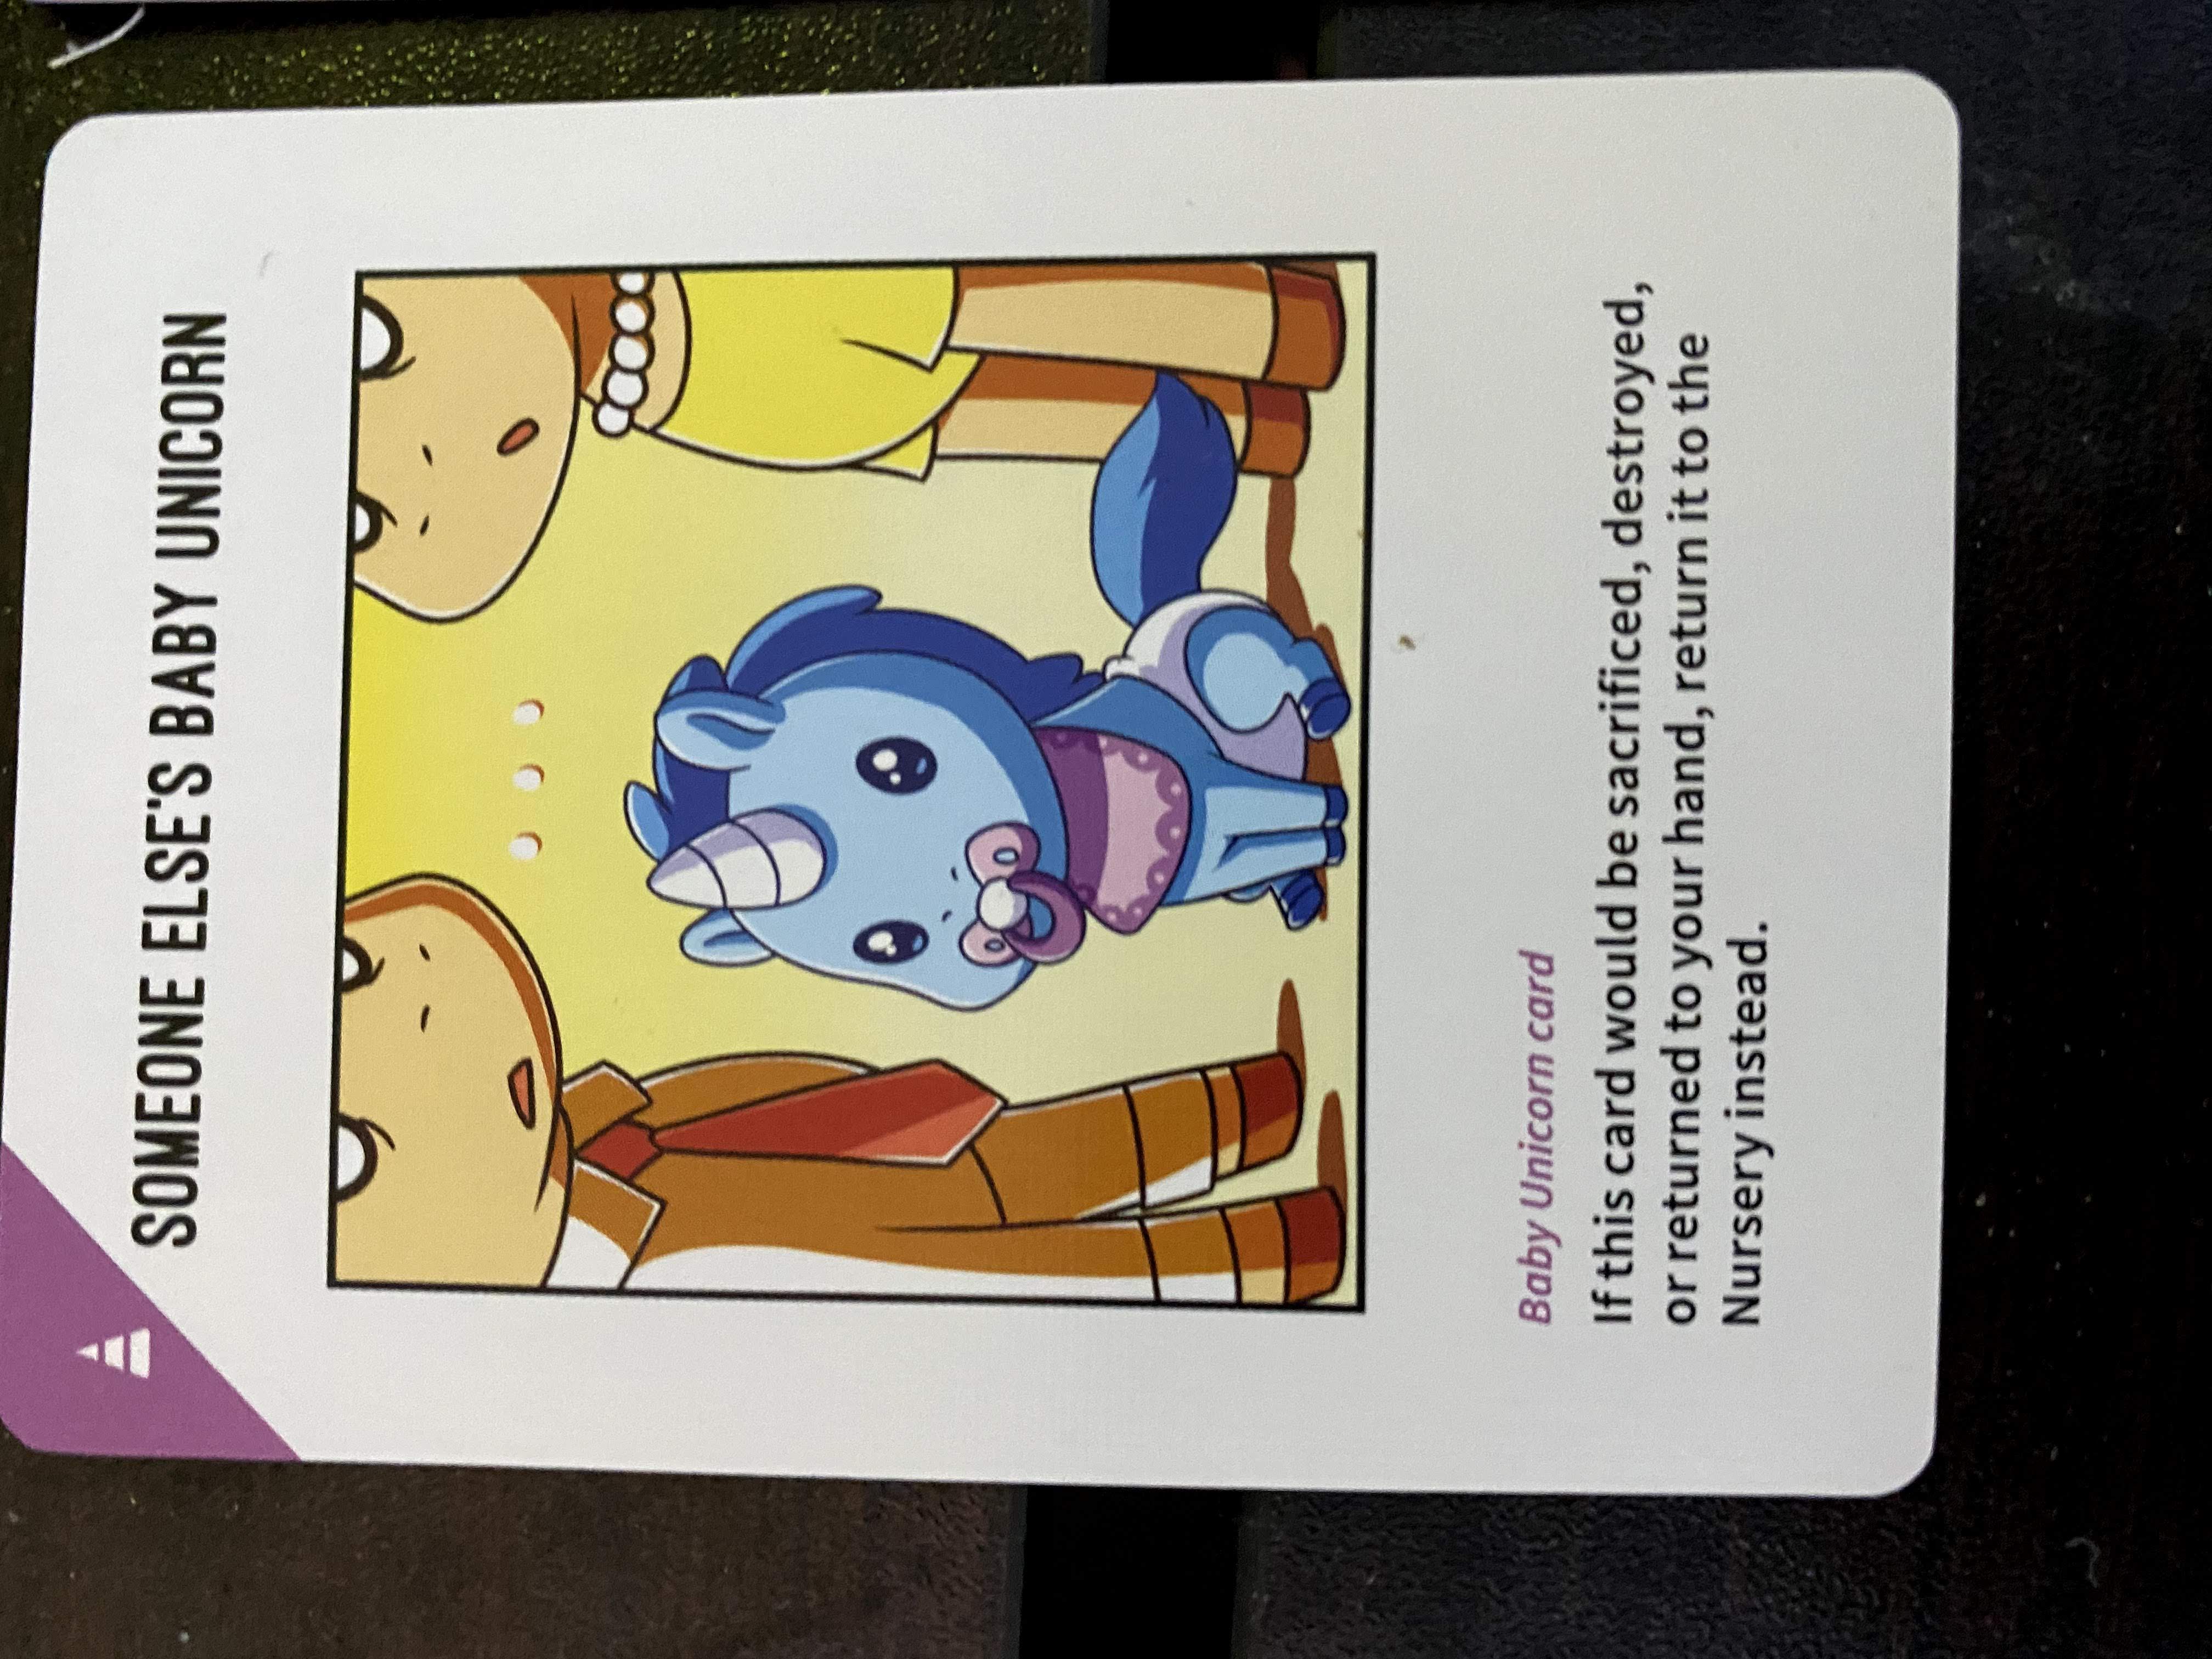 SOMEONE ELSE'S BABY UNICORN
...
Baby Unicorn card
If this card would be sacrificed, destroyed,
or returned to your hand, return it to the
Nursery instead.